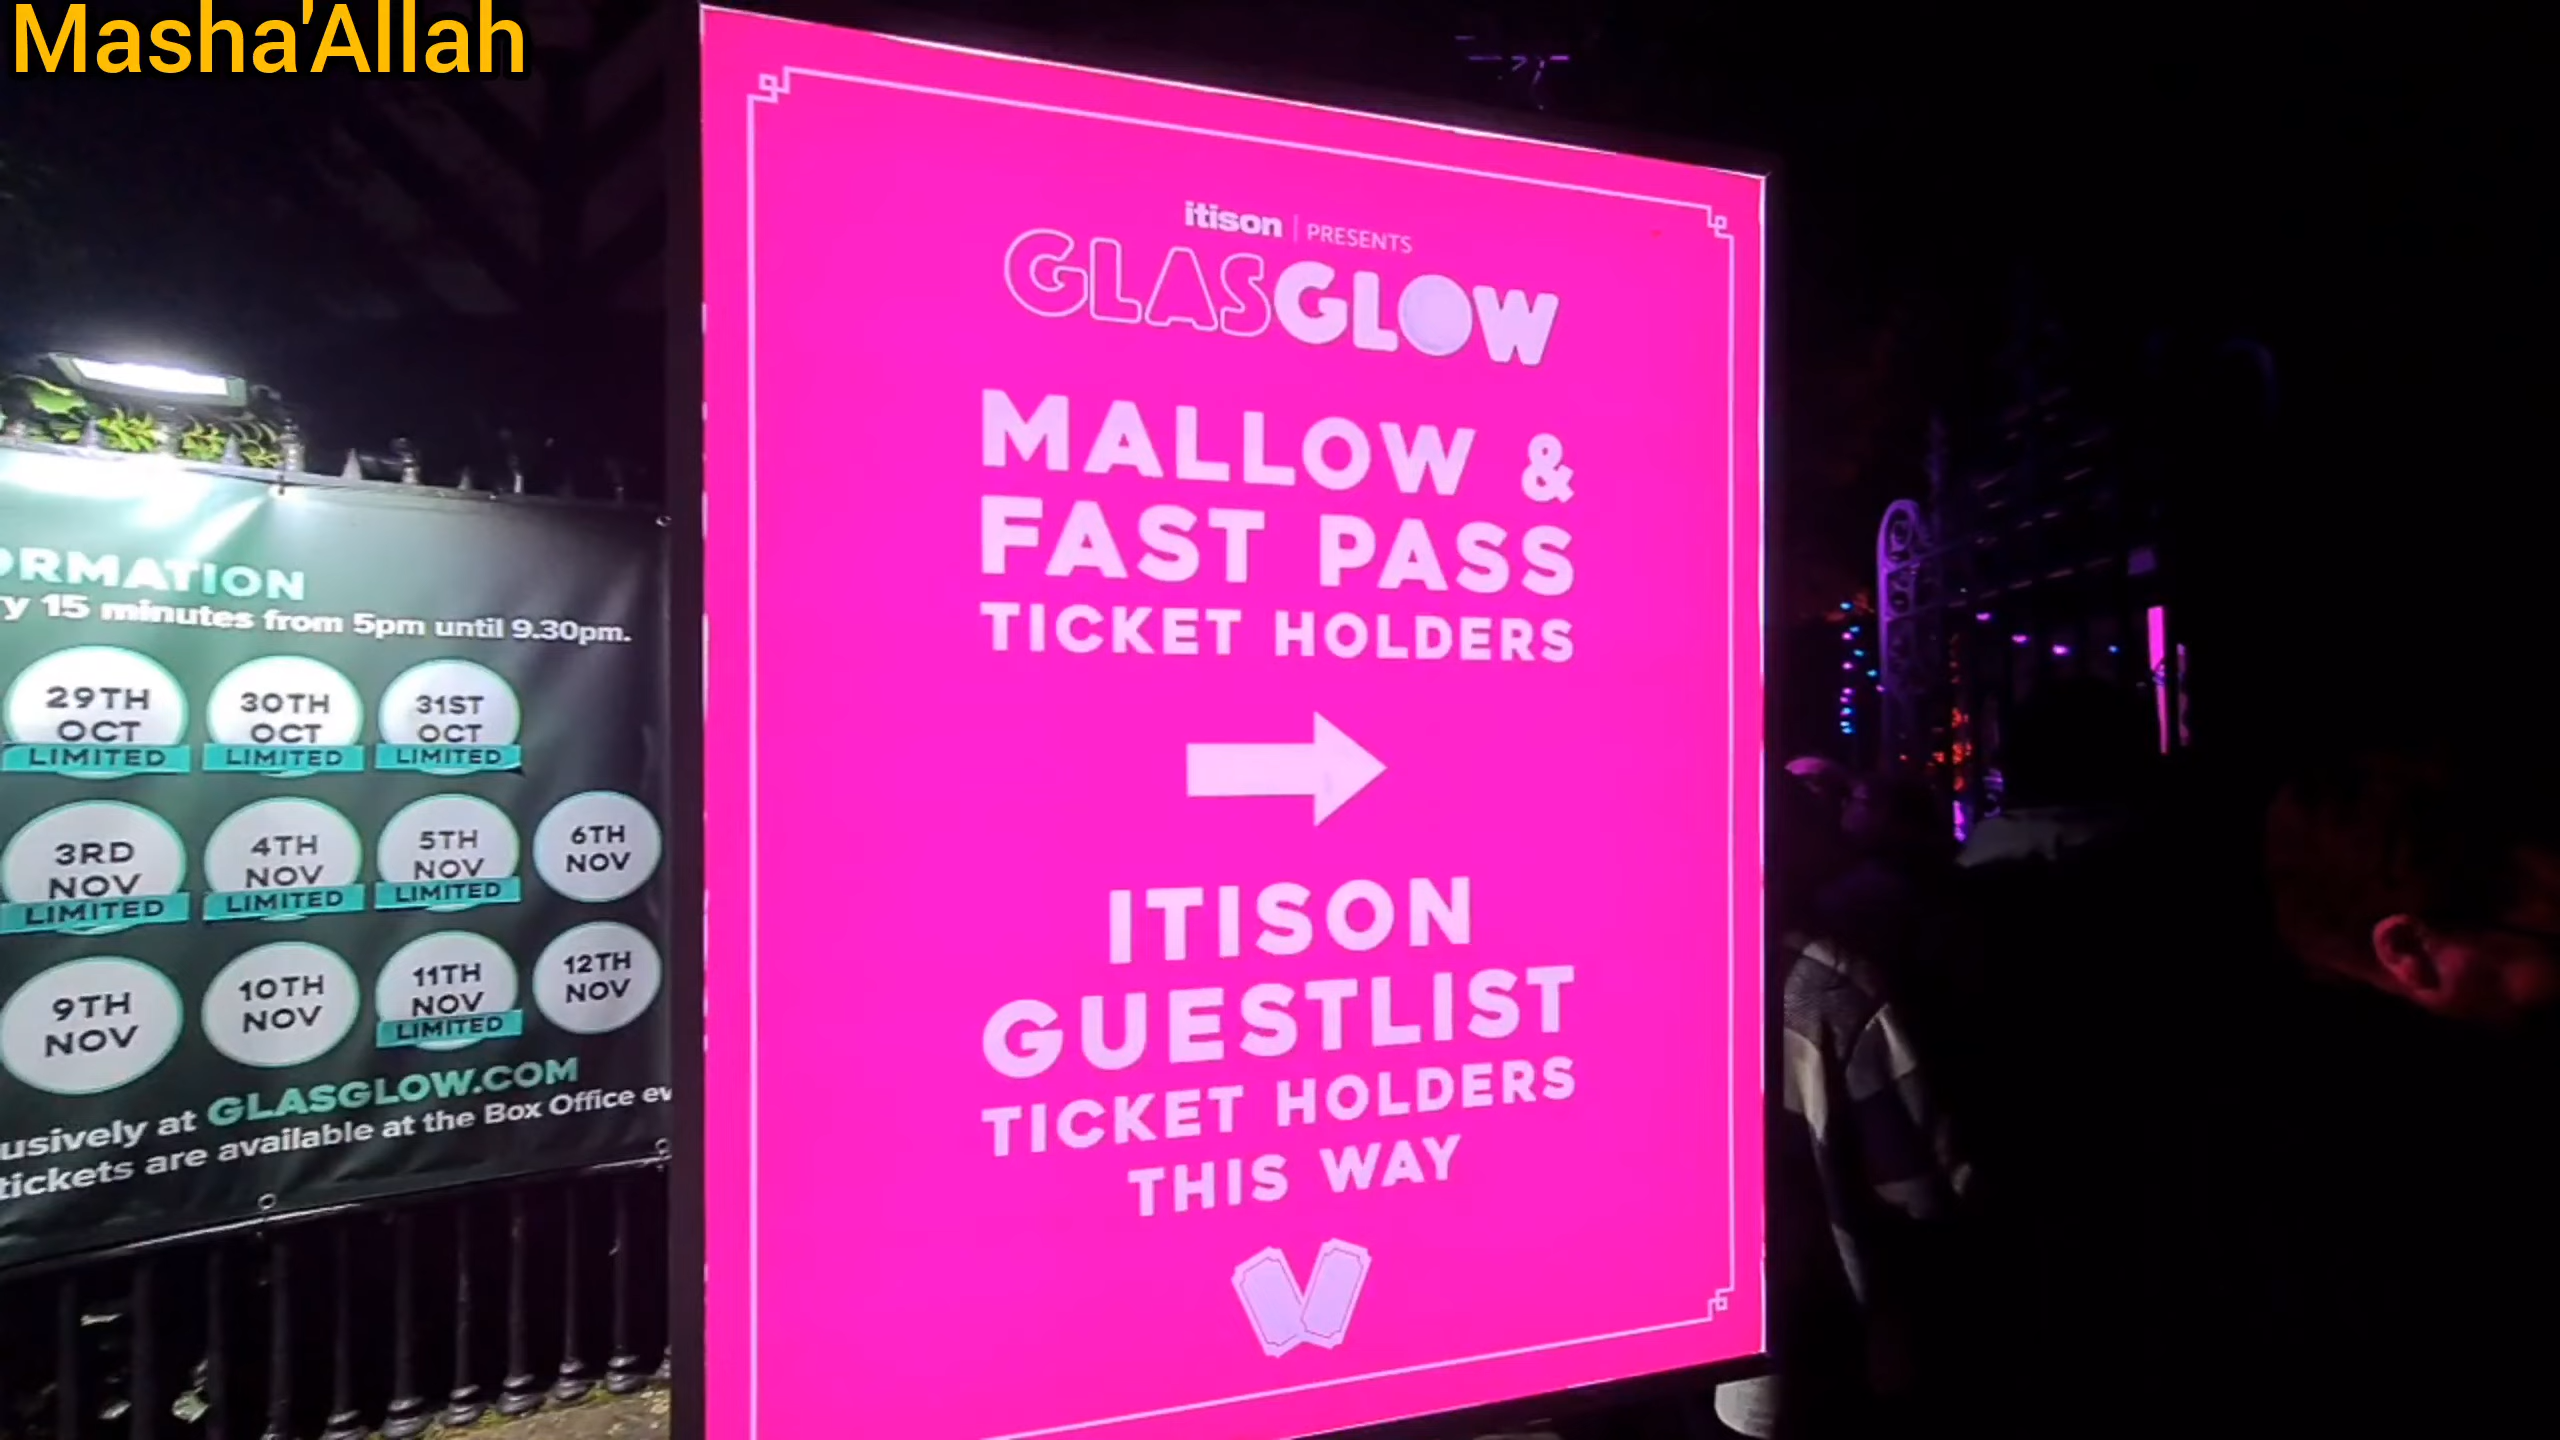 Masha'Allah
itison | PRESENTS
GLASGLOW
MALLOW &
FAST PASS
TICKET HOLDERS
ITISON
GUESTLIST
TICKET HOLDERS
THIS WAY
15 minutes from 5pm until 9.30pm.
29TH
OCT
LIMITED
30TH
OCT
LIMITED
31ST
OCT
LIMITED
3RD
NOV
LIMITED
4TH
NOV
LIMITED
5TH
NOV
LIMITED
6TH
NOV
9TH
NOV
10TH
NOV
11TH
NOV
LIMITED
12TH
NOV
at GLASGLOW.COM
tickets are available at the Box Office